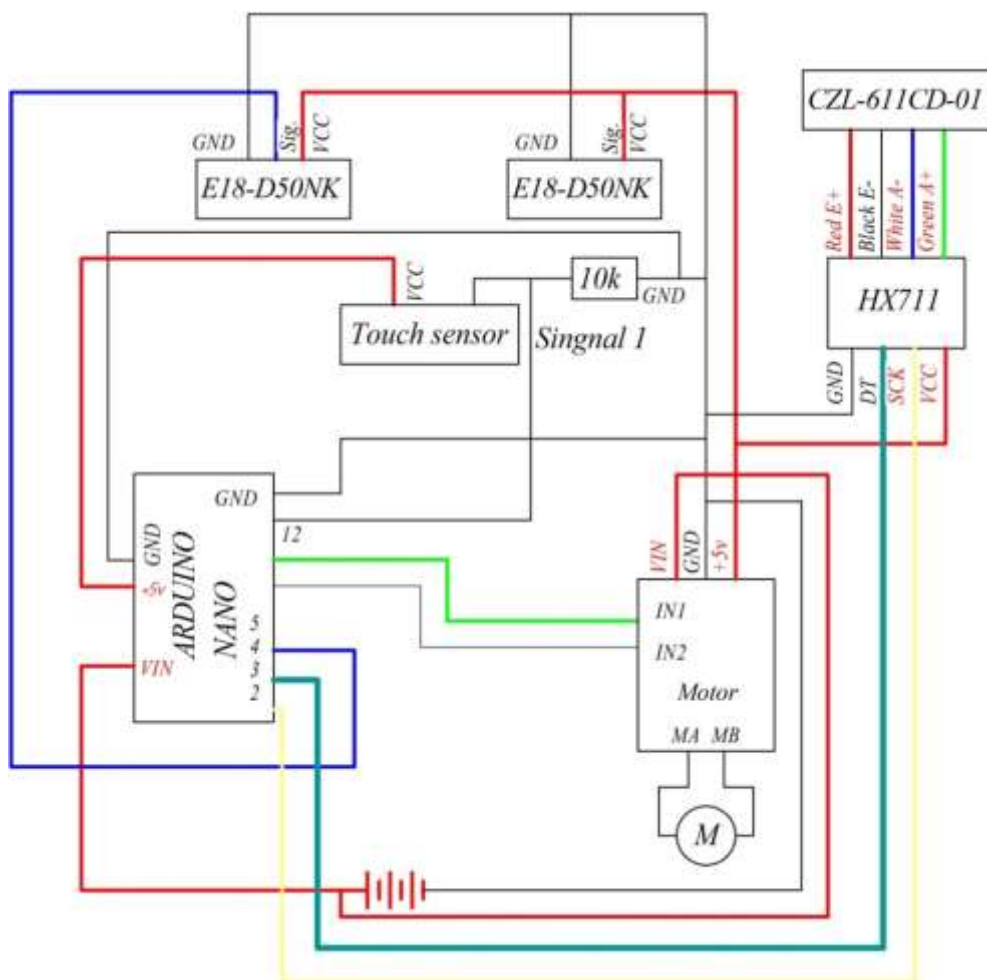 CZL-611CD-01
GND
Sig.
VCC
GND
Sig.
VCC
E18-D50NK
E18-D50NK
Red E+
Black E-
White A-
Green A+
VCC
10k
GND
HX711
Touch sensor
Singnal 1
GND
DT
SCK
VCC
GND
12
GND
+5v
VIN
ARDUINO
NANO
5
4
3
2
VIN
GND
+5v
IN1
IN2
Motor
MA MB
M